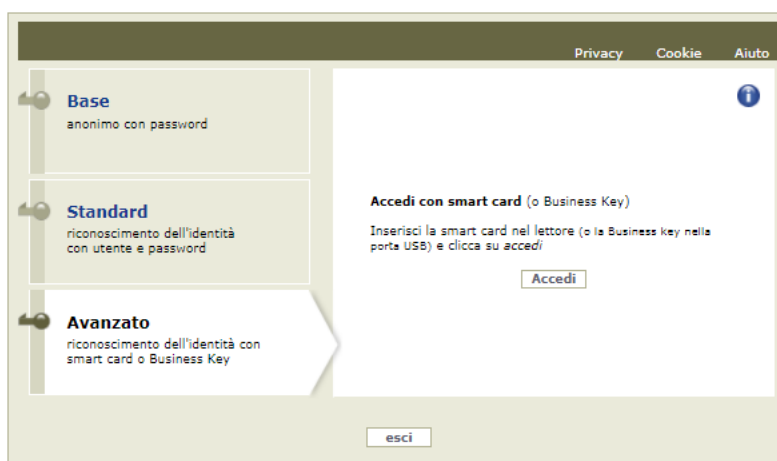 Privacy Cookie Aiuto
Base
anonimo con password
Standard
riconoscimento dell'identità
con utente e password
Avanzato
riconoscimento dell'identità con
smart card o Business Key
Accedi con smart card (o Business Key)
Inserisci la smart card nel lettore (o la Business key nella
porta USB) e clicca su accedi
Accedi
esci